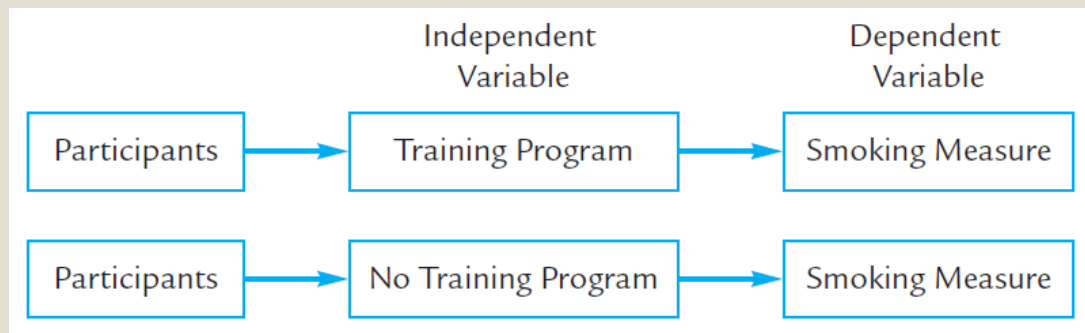 Independent
Variable
Dependent
Variable
Participants
Training Program
Smoking Measure
Participants
No Training Program
Smoking Measure